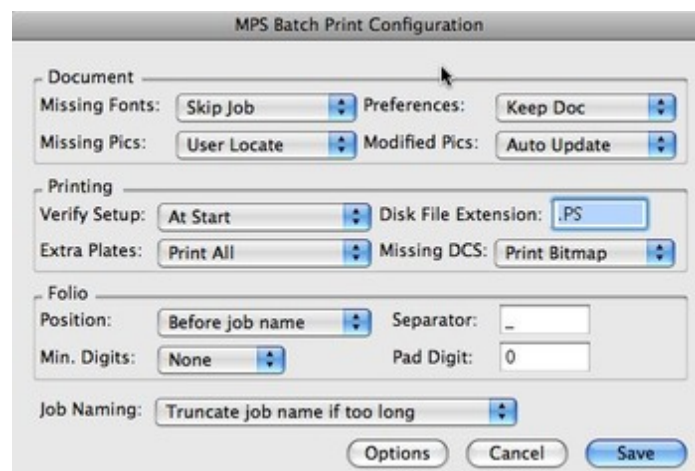 MPS Batch Print Configuration
Document
Missing Fonts: Skip Job Preferences: Keep Doc
Missing Pics: User Locate Modified Pics: Auto Update
Printing
Verify Setup: At Start Disk File Extension: .PS
Extra Plates: Print All Missing DCS: Print Bitmap
Folio
Position: Before job name Separator: _
Min. Digits: None Pad Digit: 0
Job Naming: Truncate job name if too long
Options Cancel Save